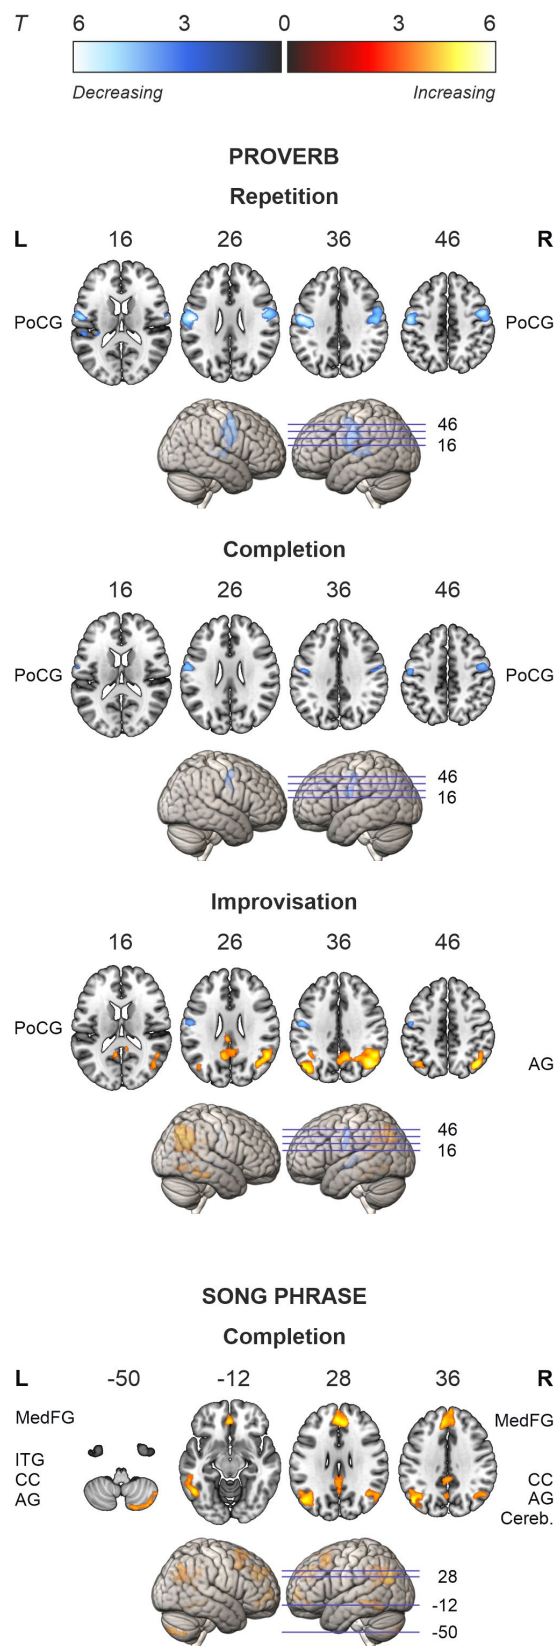 T 6 3 0 3 6
Decreasing Increasing
PROVERB
Repetition
L 16 26 36 46 R
PoCG PoCG
46
16
Completion
16 26 36 46
PoCG PoCG
46
16
Improvisation
16 26 36 46
PoCG
AG
46
16
SONG PHRASE
Completion
L -50 -12 28 36 R
MedFG MedFG
ITG
CC CC
AG AG
Cereb.
28
-12
-50